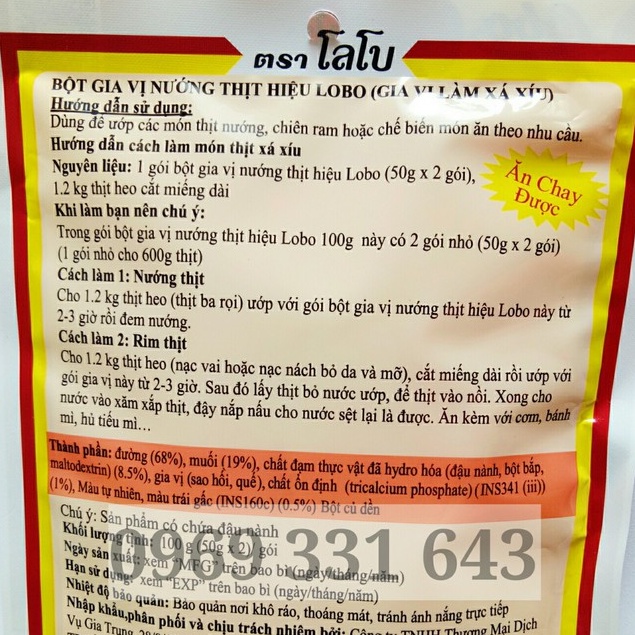 ตรา โลโบ
BỘT GIA VỊ NƯỚNG THỊT HIỆU LOBO (GIA VỊ LÀM XÁ XÍU)
Hướng dẫn sử dụng:
Dùng để ướp các món thịt nướng, chiên ram hoặc chế biến món ăn theo nhu cầu.
Hướng dẫn cách làm món thịt xá xíu
Nguyên liệu: 1 gói bột gia vị nướng thịt hiệu Lobo (50g x 2 gói),
1.2 kg thịt heo cắt miếng dài
Ăn Chay
Được
Khi làm bạn nên chú ý:
Trong gói bột gia vị nướng thịt hiệu Lobo 100g này có 2 gói nhỏ (50g x 2 gói)
(1 gói nhỏ cho 600g thịt)
Cách làm 1: Nướng thịt
Cho 1.2 kg thịt heo (thịt ba rọi) ướp với gói bột gia vị nướng thịt hiệu Lobo này từ
2-3 giờ rồi đem nướng.
Cách làm 2: Rim thịt
Cho 1.2 kg thịt heo (nạc vai hoặc nạc nách bỏ da và mỡ), cắt miếng dài rồi ướp với
gói gia vị này từ 2-3 giờ. Sau đó lấy thịt bỏ nước ướp, để thịt vào nồi. Xong cho
nước vào xăm xắp thịt, đậy nắp nấu cho nước sệt lại là được. Ăn kèm với cơm, bánh
mì, hủ tiếu mì…
Thành phần: đường (68%), muối (19%), chất đạm thực vật đã hydro hóa (đậu nành, bột bắp,
maltodextrin) (8.5%), gia vị (sao hồi, quế), chất ổn định (tricalcium phosphate) (INS341 (iii))
(1%), Màu tự nhiên, màu trái gấc (INS160c) (0.5%) Bột củ dền
Chú ý: Sản phẩm có chứa đậu nành
Khối lượng tịnh: 100 g (50g x 2) / gói
Ngày sản xuất: xem "MFG" trên bao bì (ngày/tháng/năm)
Hạn sử dụng: xem "EXP" trên bao bì (ngày/tháng/năm)
0969 331 643
Nhiệt độ bảo quản: Bảo quản nơi khô ráo, thoáng mát, tránh ánh nắng trực tiếp
Nhập khẩu,phân phối và chịu trách nhiệm bởi: Công ty TNHH Thương Mại Dịch
Vụ Gia Trung